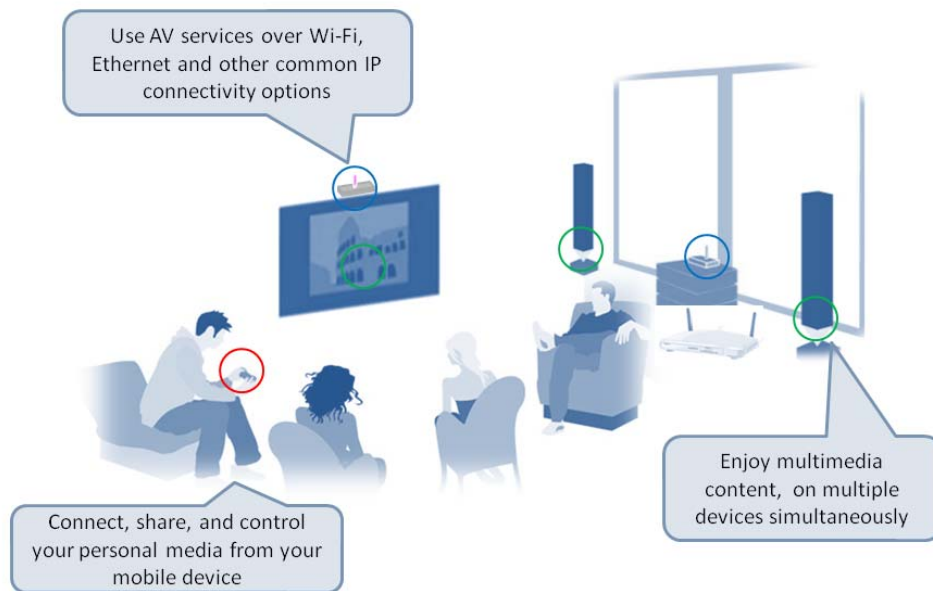 Use AV services over Wi-Fi,
Ethernet and other common IP
connectivity options
Enjoy multimedia
content, on multiple
devices simultaneously
Connect, share, and control
your personal media from your
mobile device